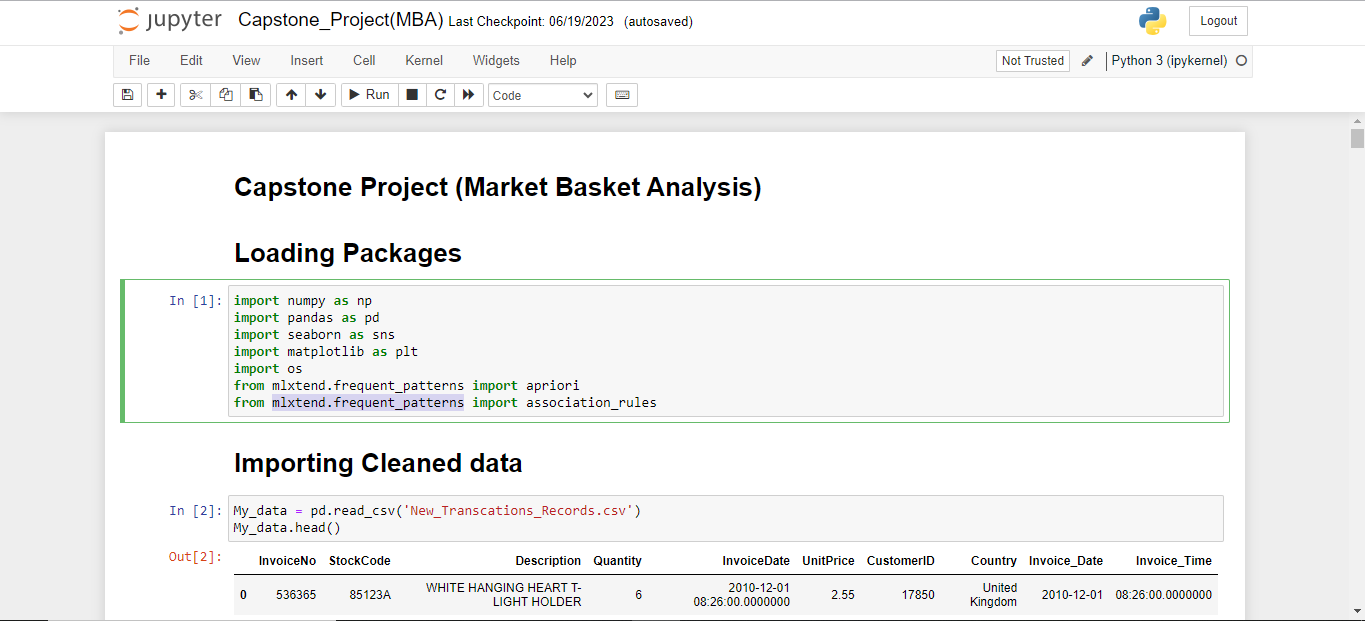 jupyter Capstone_Project(MBA) Last Checkpoint: 06/19/2023 (autosaved) Logout
File Edit View Insert Cell Kernel Widgets Help Not Trusted Python 3 (ipykernel)
Run Code
Capstone Project (Market Basket Analysis)
Loading Packages
In [1]: import numpy as np
import pandas as pd
import seaborn as sns
import matplotlib as plt
import os
from mlxtend.frequent_patterns import apriori
from mlxtend.frequent_patterns import association_rules
Importing Cleaned data
In [2]: My_data = pd.read_csv('New_Transcations_Records.csv')
My_data.head()
Out[2]:
InvoiceNo StockCode Description Quantity InvoiceDate UnitPrice CustomerID Country Invoice_Date Invoice_Time
0 536365 85123A WHITE HANGING HEART T-LIGHT HOLDER 6 2010-12-01 08:26:00.0000000 2.55 17850 United Kingdom 2010-12-01 08:26:00.0000000